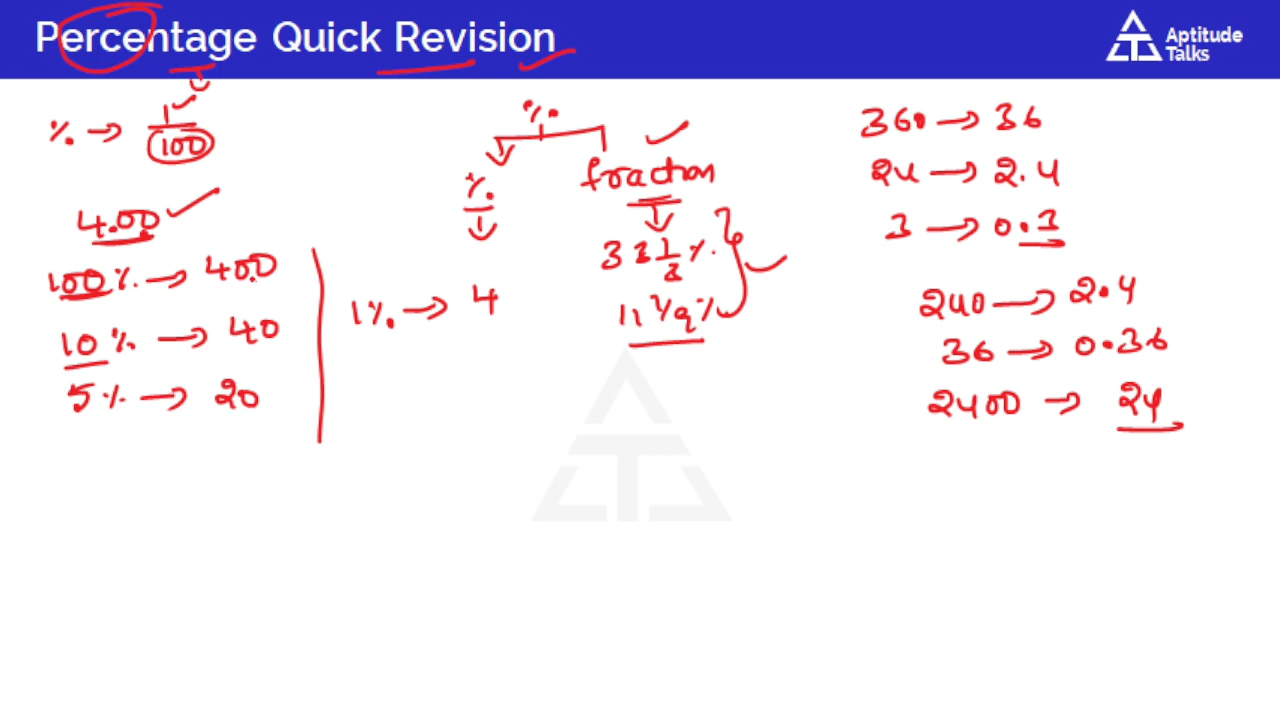 Percentage Quick Revision
Aptitude
Talks
% → 1/100
4.00
100% → 400
10% → 40
5% → 20
1% → 4
%
%
fraction
33 1/3 %
11 1/9 %
360 → 36
24 → 2.4
3 → 0.3
240 → 2.4
36 → 0.36
2400 → 24